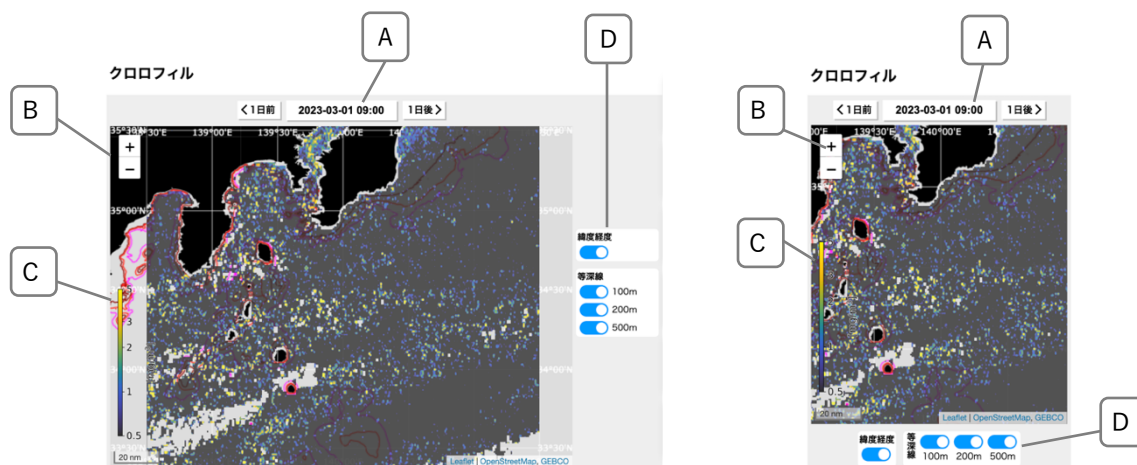 A
D
クロロフィル
B
<1日前
2023-03-01 09:00
1日後>
35°30'E
139°00'E
139°30'E
+
−
35°00'N
緯度経度
等深線
100m
200m
500m
C
3
2
1
0.5
34°30'N
34°00'N
33°30'N
20 nm
Leaflet | OpenStreetMap, GEBCO
A
クロロフィル
B
<1日前
2023-03-01 09:00
1日後>
139°30'E
140°00'E
+
−
C
0.5
20 nm
Leaflet | OpenStreetMap, GEBCO
D
緯度経度
等深線
100m
200m
500m